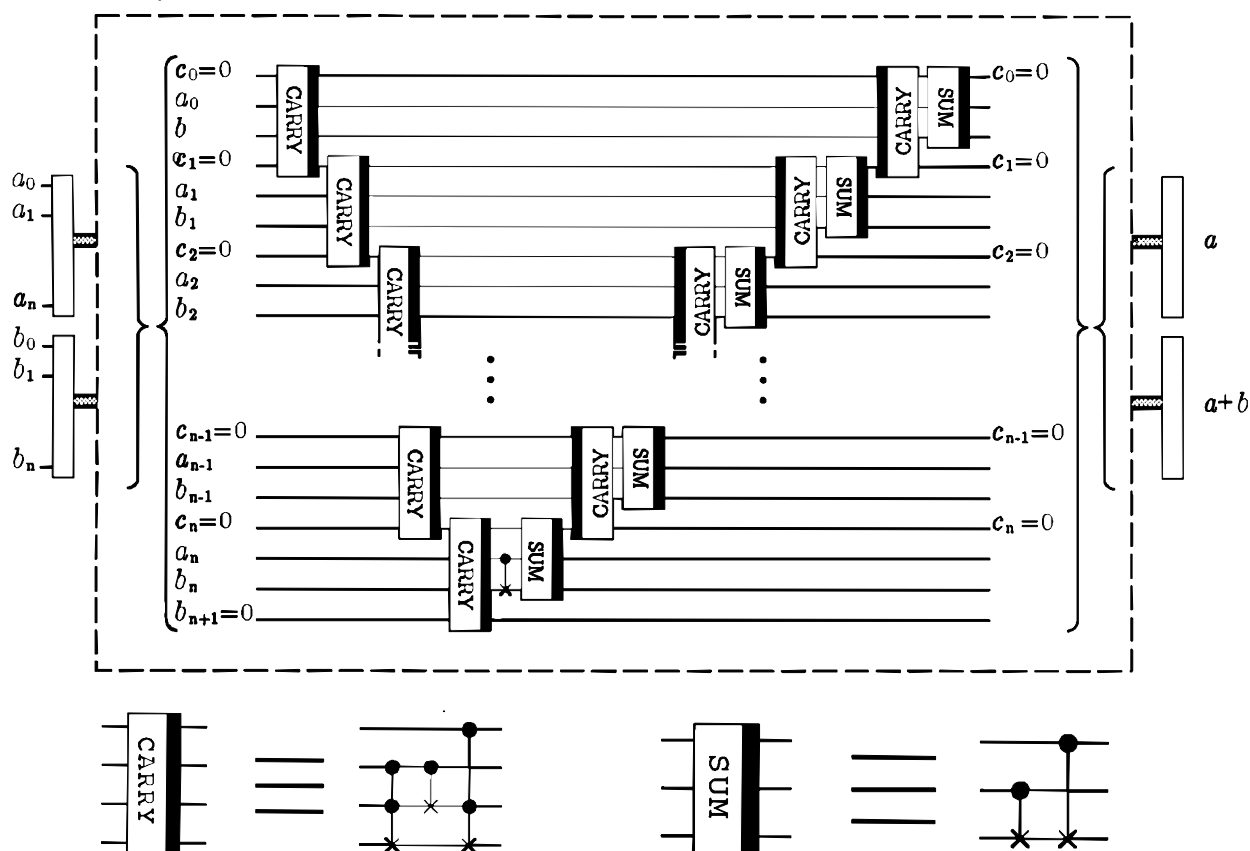 c0=0
a0
b
c1=0
a1
b1
c2=0
a2
b2
cn-1=0
an-1
bn-1
cn=0
an
bn
bn+1=0
CARRY
CARRY
CARRY
CARRY
CARRY
SUM
CARRY
SUM
CARRY
SUM
CARRY
SUM
CARRY
SUM
c0=0
c1=0
c2=0
cn-1=0
cn=0
a0
a1
an
b0
b1
bn
a
a+b
CARRY
SUM